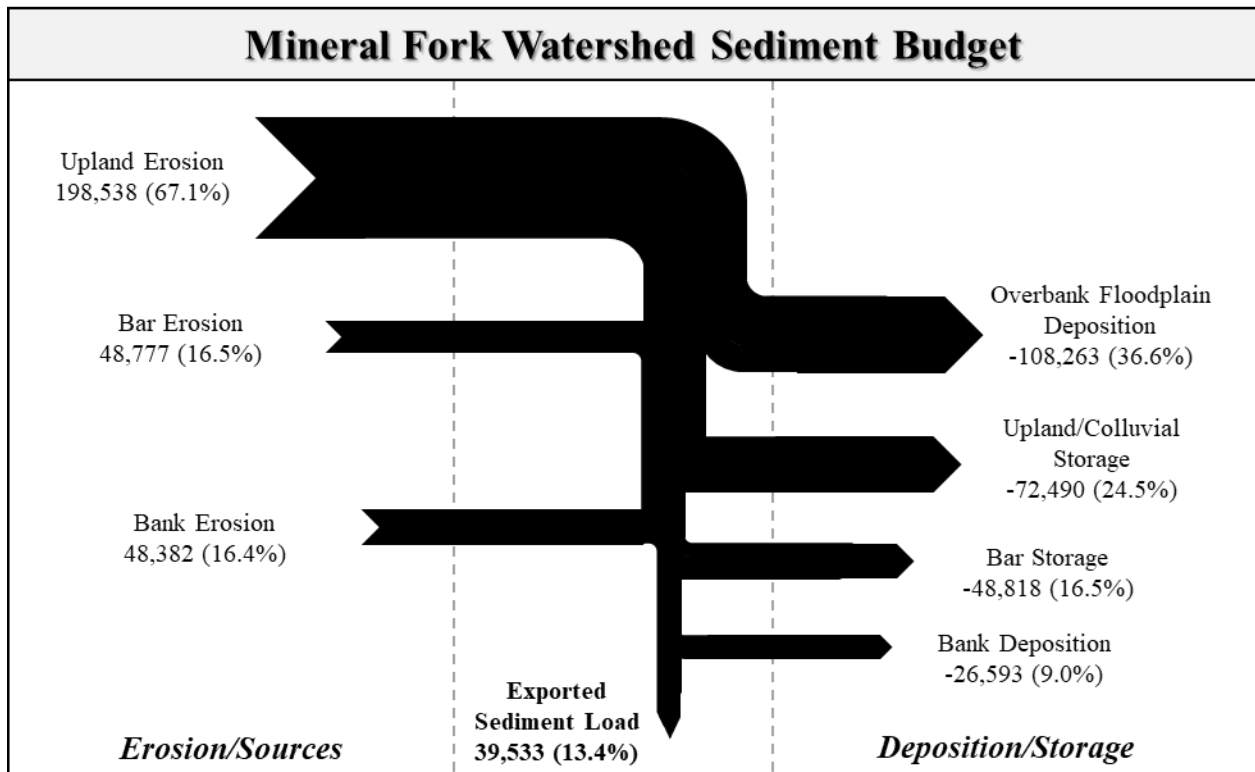 Mineral Fork Watershed Sediment Budget
Upland Erosion
198,538 (67.1%)
Bar Erosion
48,777 (16.5%)
Bank Erosion
48,382 (16.4%)
Overbank Floodplain
Deposition
-108,263 (36.6%)
Upland/Colluvial
Storage
-72,490 (24.5%)
Bar Storage
-48,818 (16.5%)
Bank Deposition
-26,593 (9.0%)
Exported
Sediment Load
39,533 (13.4%)
Erosion/Sources
Deposition/Storage